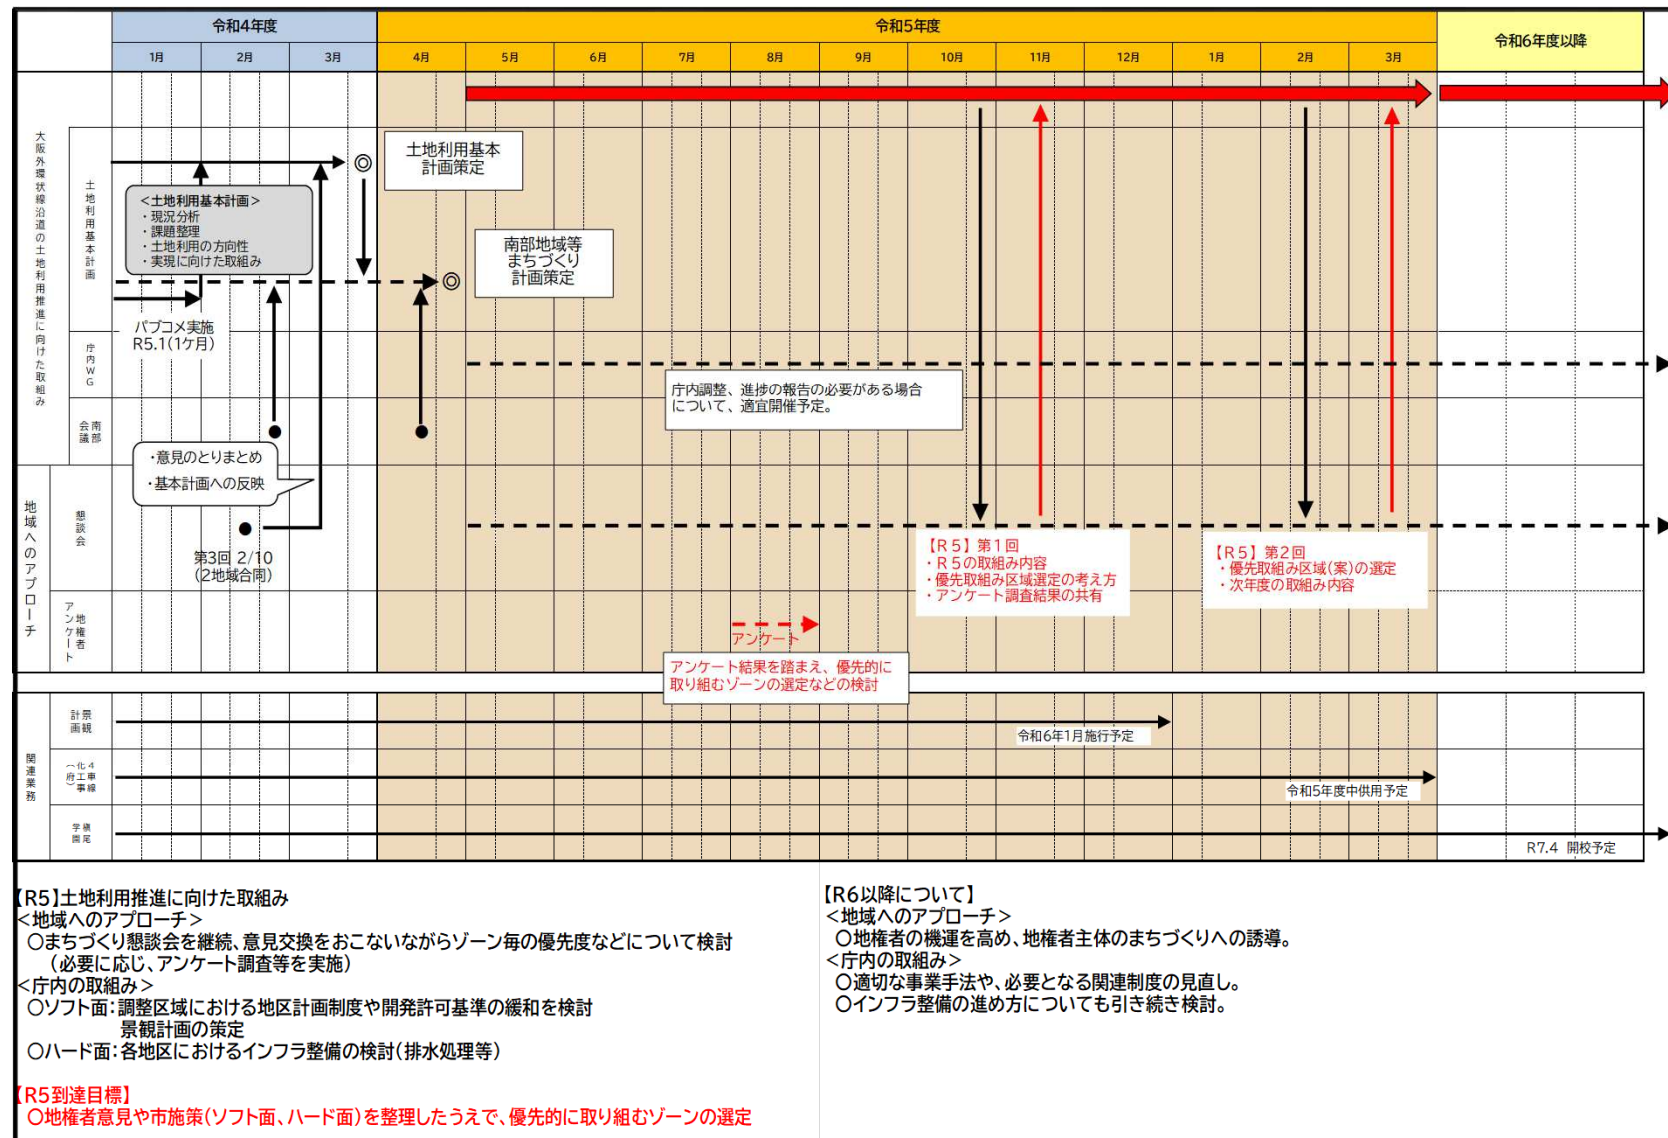 令和4年度
令和5年度
令和6年度以降
1月
2月
3月
4月
5月
6月
7月
8月
9月
10月
11月
12月
1月
2月
3月
大阪外環状線沿道の土地利用推進に向けた取組み
土地利用基本計画
土地利用基本
計画策定
<土地利用基本計画>
・現況分析
・課題整理
・土地利用の方向性
・実現に向けた取組み
南部地域等
まちづくり
計画策定
パブコメ実施
R5.1(1ケ月)
庁内WG
庁内調整、進捗の報告の必要がある場合
について、適宜開催予定。
南部
会議
・意見のとりまとめ
・基本計画への反映
地域へのアプローチ
懇談会
第3回 2/10
(2地域合同)
【R5】第1回
・R5の取組み内容
・優先取組み区域選定の考え方
・アンケート調査結果の共有
【R5】第2回
・優先取組み区域(案)の選定
・次年度の取組み内容
地権者
アンケート
アンケート
アンケート結果を踏まえ、優先的に
取り組むゾーンの選定などの検討
関連業務
景観
計画
令和6年1月施行予定
4車線
化工事
(府)
令和5年度中供用予定
槇尾
学園
R7.4 開校予定
【R5】土地利用推進に向けた取組み
<地域へのアプローチ>
○まちづくり懇談会を継続、意見交換をおこないながらゾーン毎の優先度などについて検討
(必要に応じ、アンケート調査等を実施)
<庁内の取組み>
○ソフト面:調整区域における地区計画制度や開発許可基準の緩和を検討
景観計画の策定
○ハード面:各地区におけるインフラ整備の検討(排水処理等)
【R5到達目標】
○地権者意見や市施策(ソフト面、ハード面)を整理したうえで、優先的に取り組むゾーンの選定
【R6以降について】
<地域へのアプローチ>
○地権者の機運を高め、地権者主体のまちづくりへの誘導。
<庁内の取組み>
○適切な事業手法や、必要となる関連制度の見直し。
○インフラ整備の進め方についても引き続き検討。